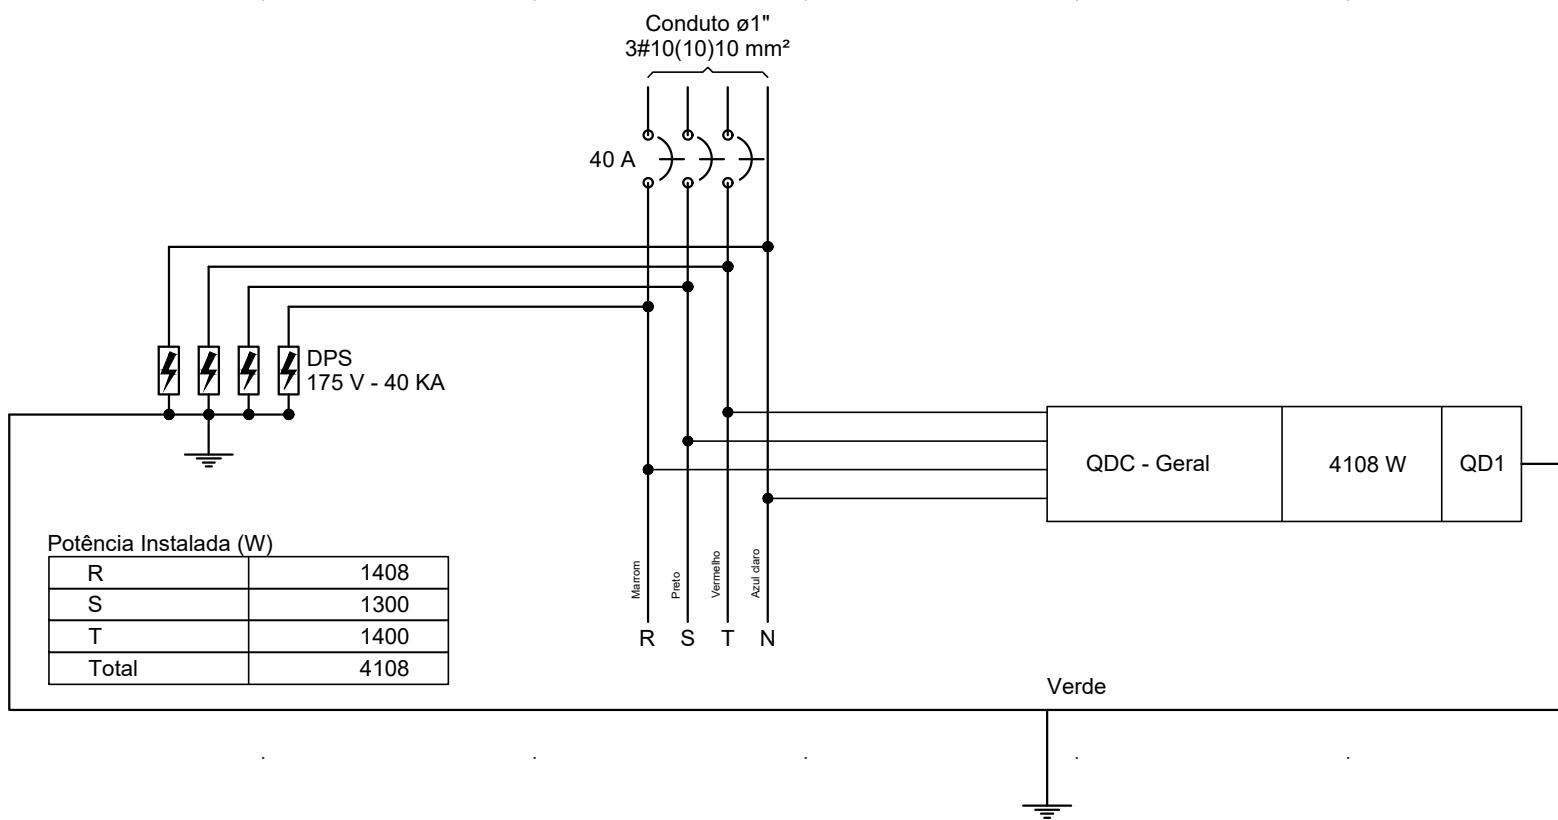 Conduto ø1"
3#10(10)10 mm²
40 A
DPS
175 V - 40 KA
QDC - Geral 4108 W QD1
Potência Instalada (W)
R 1408
S 1300
T 1400
Total 4108
Marrom
Preto
Vermelho
Azul claro
R S T N
Verde